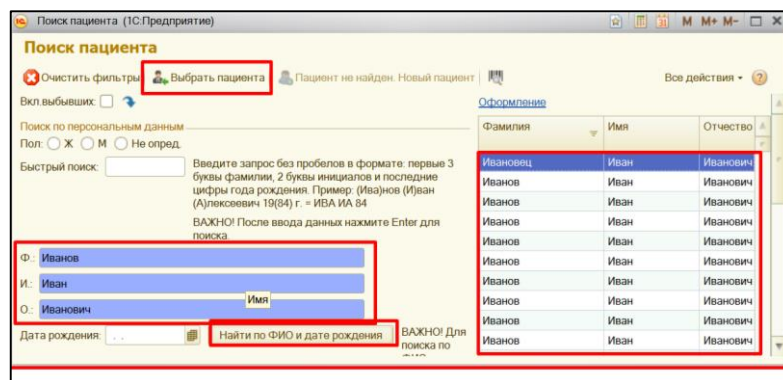 Поиск пациента (1С:Предприятие)
M M+ M-
Поиск пациента
Очистить фильтры Выбрать пациента Пациент не найден. Новый пациент Все действия
Вкл.выбывших:
Оформление
Поиск по персональным данным
Пол: Ж М Не опред.
Быстрый поиск:
Введите запрос без пробелов в формате: первые 3
буквы фамилии, 2 буквы инициалов и последние
цифры года рождения. Пример: (Ива)нов (И)ван
(А)лексеевич 19(84) г. = ИВА ИА 84
ВАЖНО! После ввода данных нажмите Enter для
поиска.
Ф.: Иванов
И.: Иван
Имя
О.: Иванович
Дата рождения: . .
Найти по ФИО и дате рождения
ВАЖНО! Для
поиска по
Фамилия Имя Отчество
Ивановец Иван Иванович
Иванов Иван Иванович
Иванов Иван Иванович
Иванов Иван Иванович
Иванов Иван Иванович
Иванов Иван Иванович
Иванов Иван Иванович
Иванов Иван Иванович
Иванов Иван Иванович
Иванов Иван Иванович